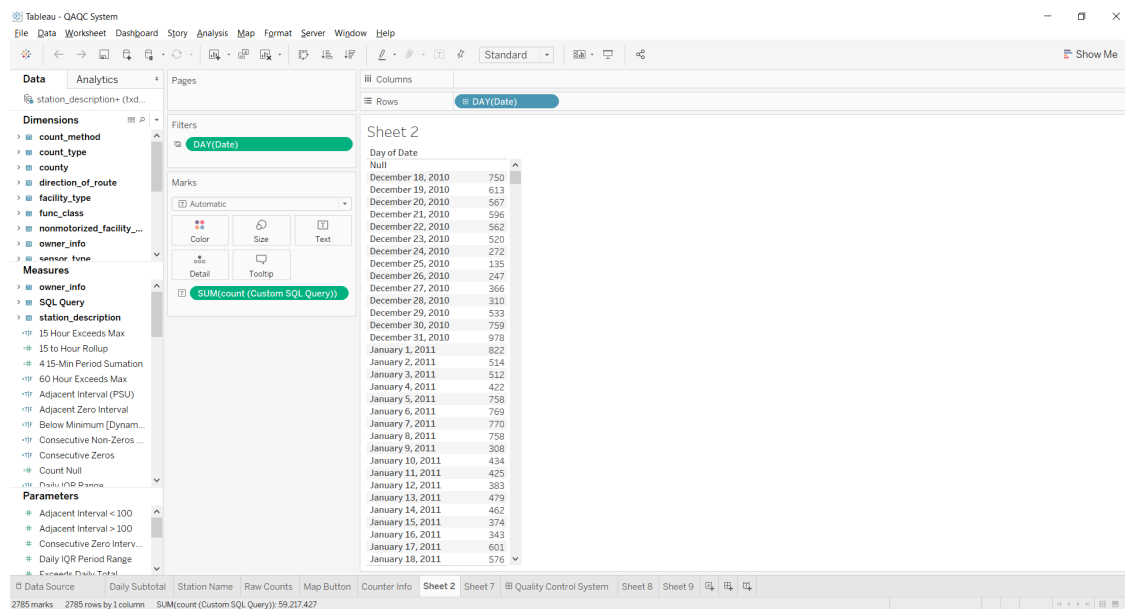 Tableau - QAQC System
File Data Worksheet Dashboard Story Analysis Map Format Server Window Help
Standard
Show Me
Data Analytics
station_description+ (txd...
Dimensions
count_method
count_type
county
direction_of_route
facility_type
func_class
nonmotorized_facility_...
owner_info
sensor_type
Measures
owner_info
SQL Query
station_description
15 Hour Exceeds Max
15 to Hour Rollup
4 15-Min Period Sumation
60 Hour Exceeds Max
Adjacent Interval (PSU)
Adjacent Zero Interval
Below Minimum [Dynam...
Consecutive Non-Zeros ...
Consecutive Zeros
Count Null
Daily IQR Range
Parameters
Adjacent Interval < 100
Adjacent Interval > 100
Consecutive Zero Interv...
Daily IQR Period Range
Exceeds Daily Total
Pages
Filters
DAY(Date)
Marks
Automatic
Color Size Text
Detail Tooltip
SUM(count (Custom SQL Query))
Columns
Rows DAY(Date)
Sheet 2
Day of Date
Null
December 18, 2010 750
December 19, 2010 613
December 20, 2010 567
December 21, 2010 596
December 22, 2010 562
December 23, 2010 520
December 24, 2010 272
December 25, 2010 135
December 26, 2010 247
December 27, 2010 366
December 28, 2010 310
December 29, 2010 533
December 30, 2010 759
December 31, 2010 978
January 1, 2011 822
January 2, 2011 514
January 3, 2011 512
January 4, 2011 422
January 5, 2011 758
January 6, 2011 769
January 7, 2011 770
January 8, 2011 758
January 9, 2011 308
January 10, 2011 434
January 11, 2011 425
January 12, 2011 383
January 13, 2011 479
January 14, 2011 462
January 15, 2011 374
January 16, 2011 343
January 17, 2011 601
January 18, 2011 576
Data Source Daily Subtotal Station Name Raw Counts Map Button Counter Info Sheet 2 Sheet 7 Quality Control System Sheet 8 Sheet 9
2785 marks 2785 rows by 1 column SUM(count (Custom SQL Query)): 59,217,427